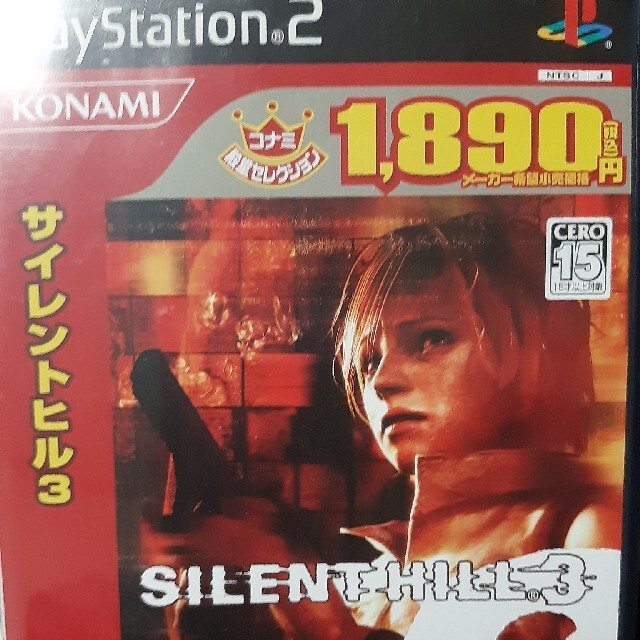 PlayStation®2
NTSC J
KONAMI
コナミ
殿堂セレクション
1,890円
(税込)
メーカー希望小売価格
サイレントヒル3
CERO
15
15才以上対象
SILENT HILL®3